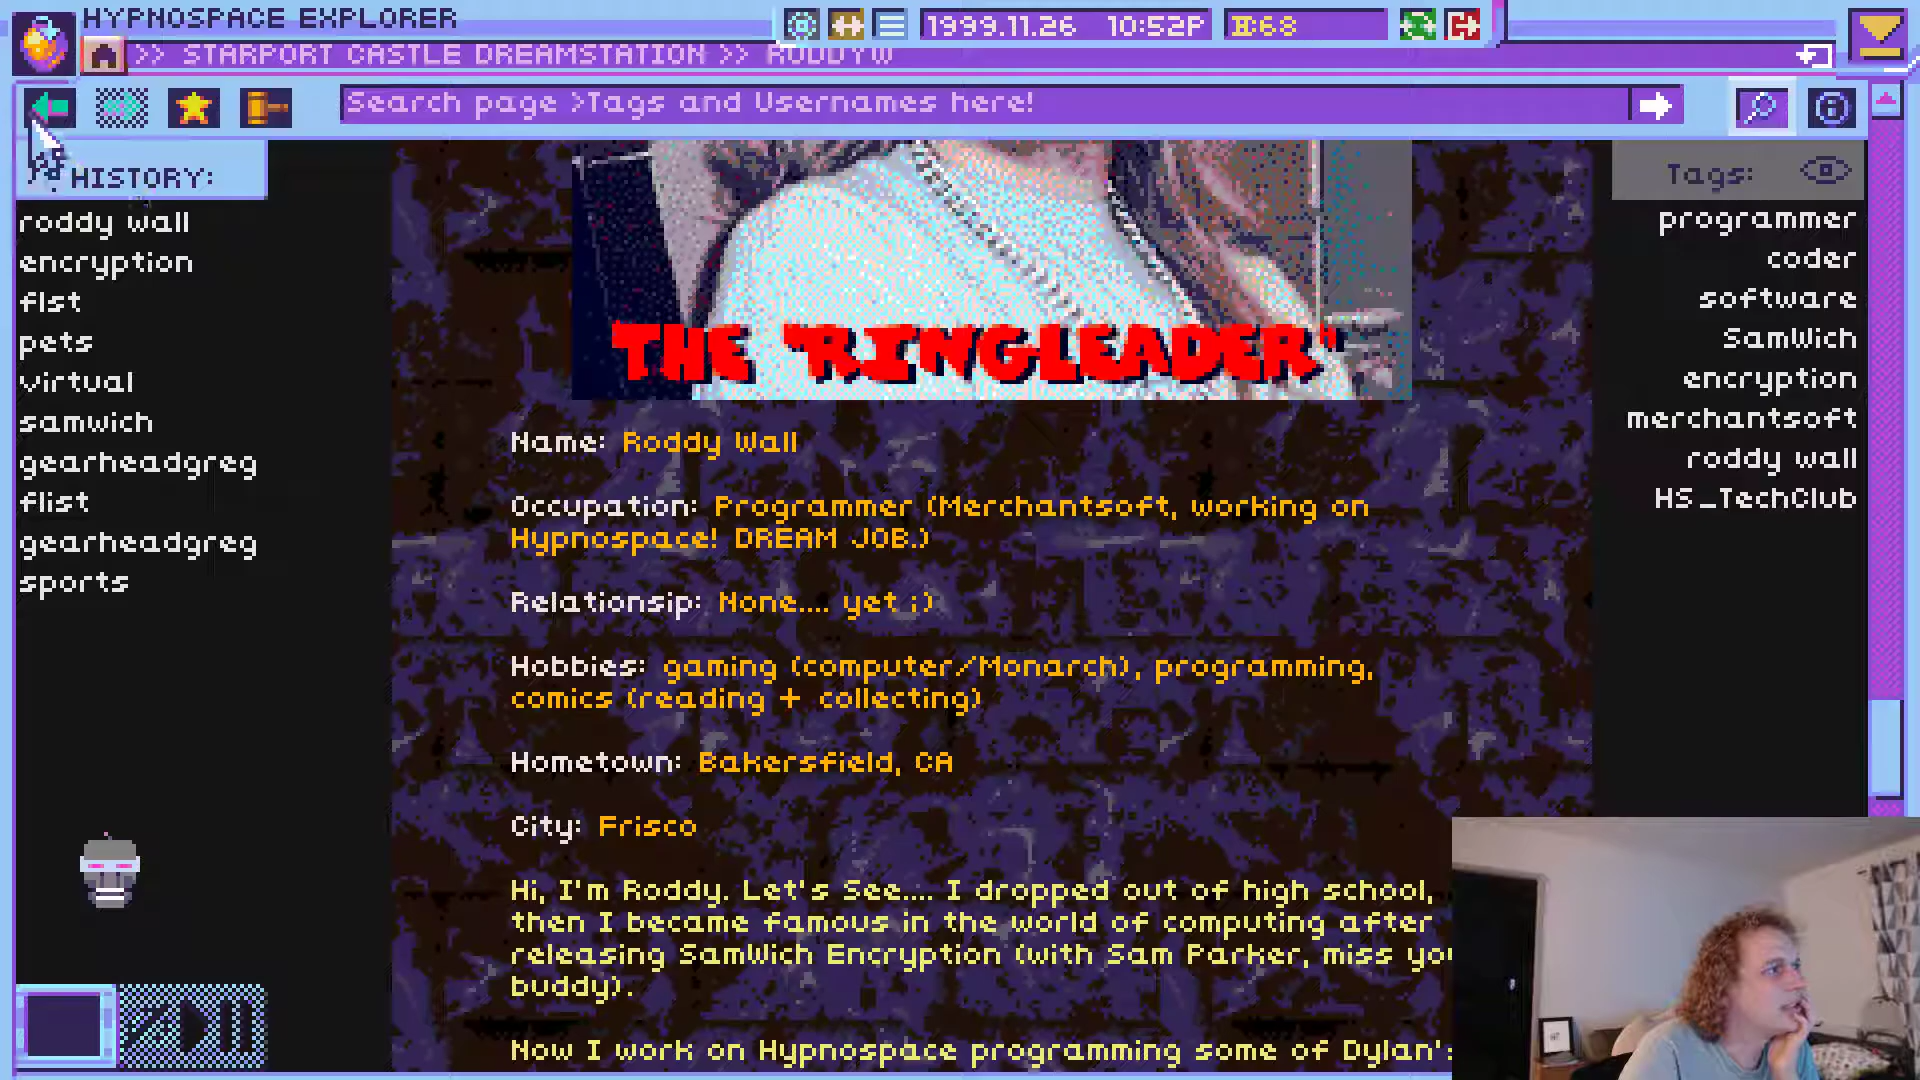 HYPNOSPACE EXPLORER
1999.11.26 10:52P
68
>> STARPORT CASTLE DREAMSTATION >> RODDYW
Search page >Tags and Usernames here!
HISTORY:
roddy wall
encryption
flst
pets
virtual
samwich
gearheadgreg
flist
gearheadgreg
sports
THE "RINGLEADER"
Name: Roddy Wall
Occupation: Programmer (Merchantsoft, working on
Hypnospace! DREAM JOB.)
Relationsip: None.... yet ;)
Hobbies: gaming (computer/Monarch), programming,
comics (reading + collecting)
Hometown: Bakersfield, CA
City: Frisco
Hi, I'm Roddy. Let's See.... I dropped out of high school,
then I became famous in the world of computing after
releasing SamWich Encryption (with Sam Parker, miss
buddy).
Now I work on Hypnospace programming some of Dylan's
Tags:
programmer
coder
software
SamWich
encryption
merchantsoft
roddy wall
HS_TechClub